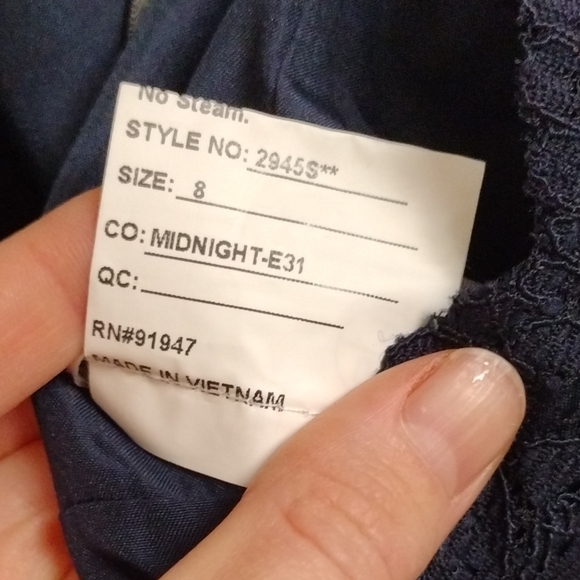 No Steam.
STYLE NO: 2945S**
SIZE: 8
CO: MIDNIGHT-E31
QC:
RN#91947
MADE IN VIETNAM